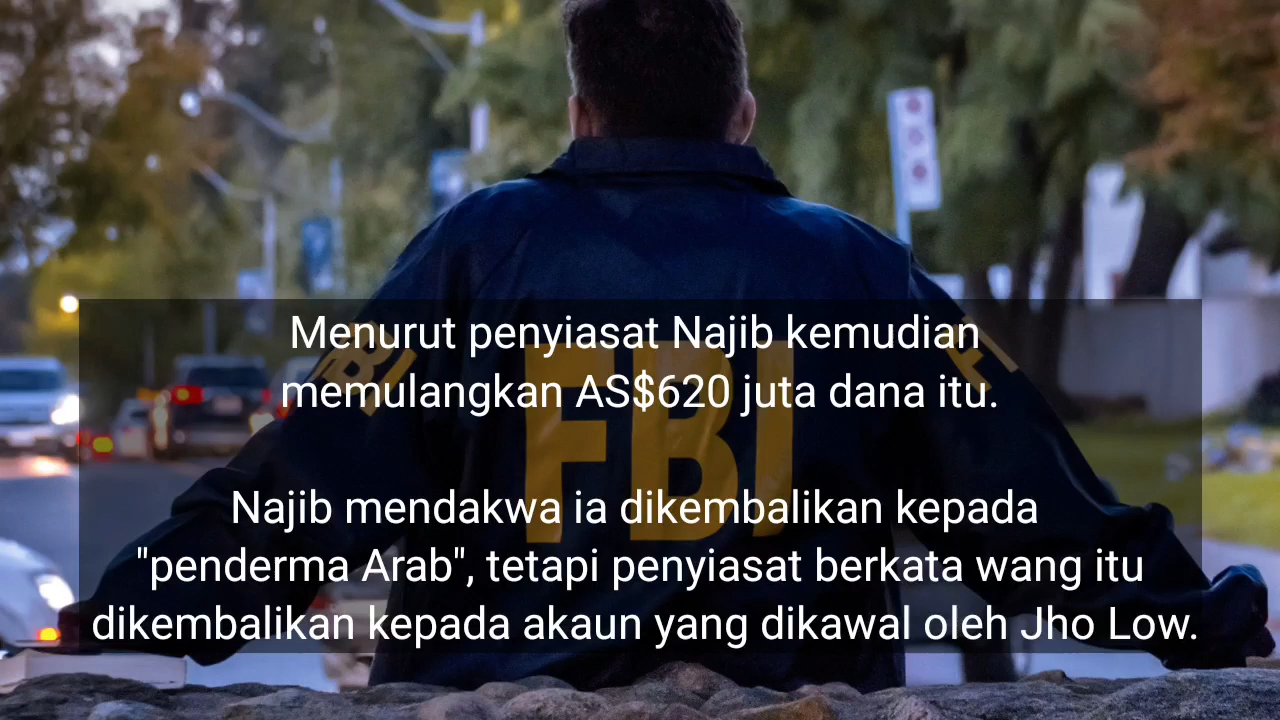 Menurut penyiasat Najib kemudian
memulangkan AS$620 juta dana itu.
Najib mendakwa ia dikembalikan kepada
"penderma Arab", tetapi penyiasat berkata wang itu
dikembalikan kepada akaun yang dikawal oleh Jho Low.
FBI
FBI